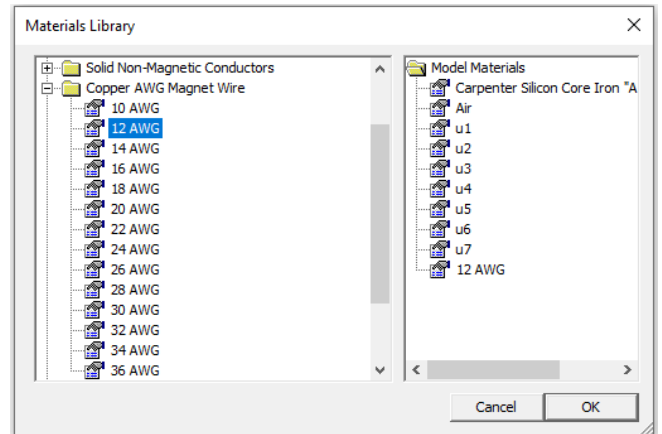 Materials Library
Solid Non-Magnetic Conductors
Copper AWG Magnet Wire
10 AWG
12 AWG
14 AWG
16 AWG
18 AWG
20 AWG
22 AWG
24 AWG
26 AWG
28 AWG
30 AWG
32 AWG
34 AWG
36 AWG
Model Materials
Carpenter Silicon Core Iron "A
Air
u1
u2
u3
u4
u5
u6
u7
12 AWG
Cancel
OK